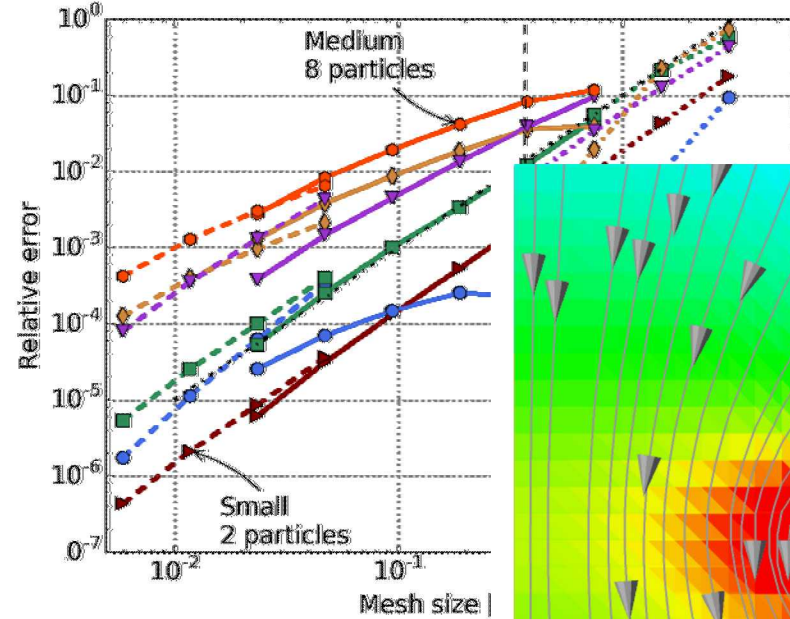 10^0
10^-1
10^-2
10^-3
10^-4
10^-5
10^-6
10^-7
Relative error
Medium
8 particles
Small
2 particles
10^-2
10^-1
Mesh size |